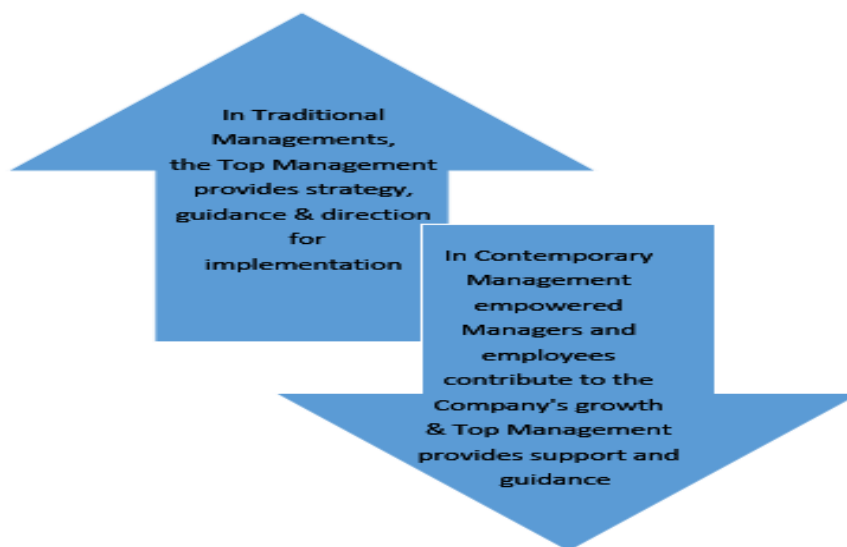 In Traditional
Managements,
the Top Management
provides strategy,
guidance & direction
for
implementation
In Contemporary
Management
empowered
Managers and
employees
contribute to the
Company's growth
& Top Management
provides support and
guidance